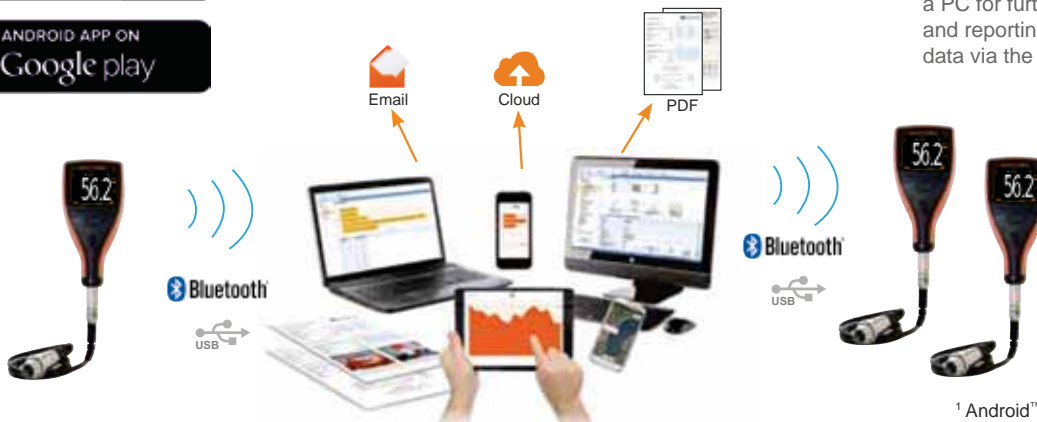 ANDROID APP ON
Google play
a PC for furt
and reportin
data via the
Email
Cloud
PDF
56.2
56.2
56.2
Bluetooth
USB
Bluetooth
USB
¹ Android™